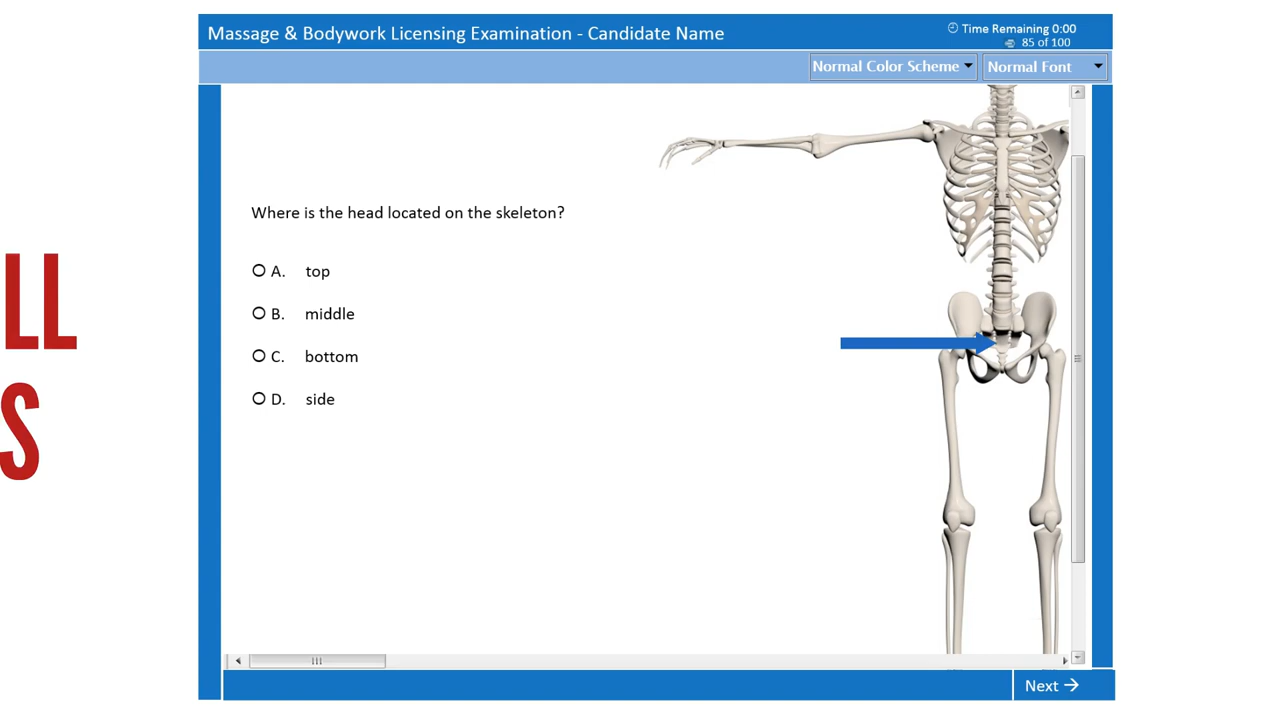 Massage & Bodywork Licensing Examination - Candidate Name
Time Remaining 0:00
85 of 100
Normal Color Scheme
Normal Font
Where is the head located on the skeleton?
A. top
B. middle
C. bottom
D. side
LL
S
Next